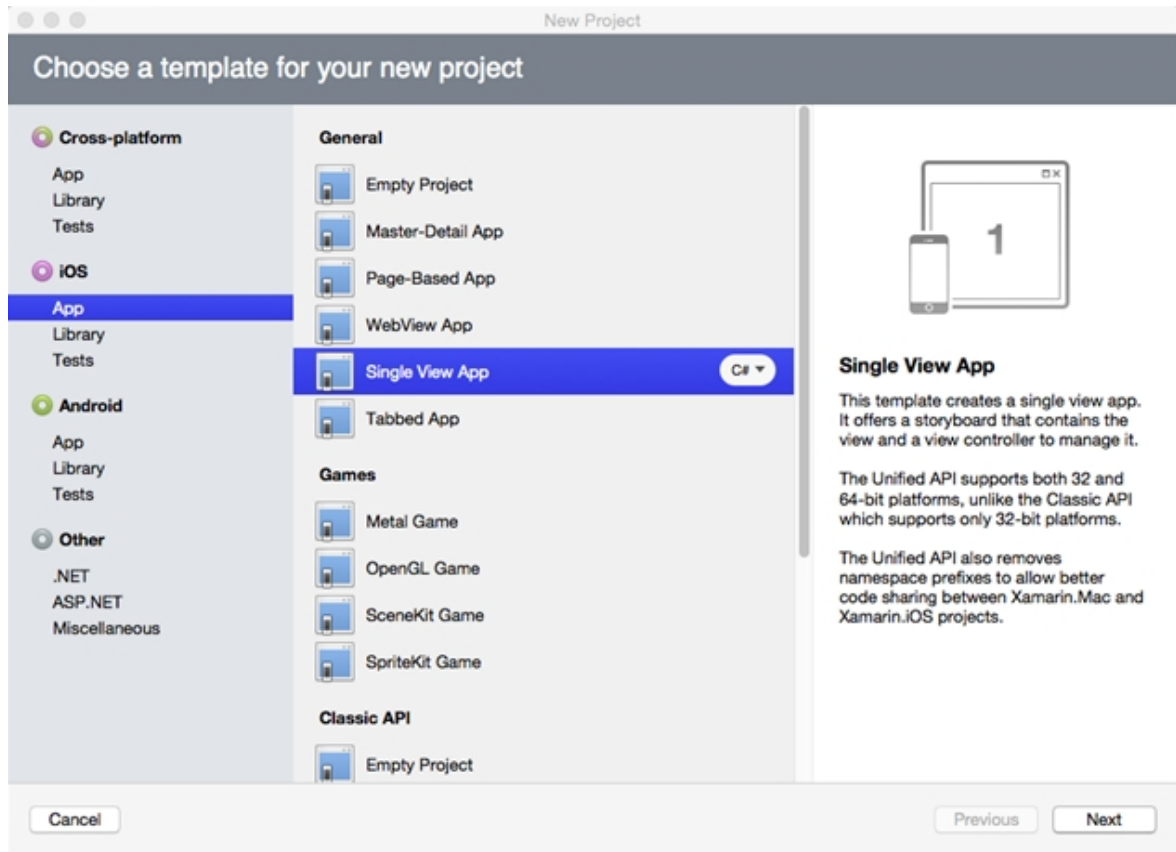 New Project
Choose a template for your new project
Cross-platform
App
Library
Tests
iOS
App
Library
Tests
Android
App
Library
Tests
Other
.NET
ASP.NET
Miscellaneous
General
Empty Project
Master-Detail App
Page-Based App
WebView App
Single View App
C#
Tabbed App
Games
Metal Game
OpenGL Game
SceneKit Game
SpriteKit Game
Classic API
Empty Project
1
Single View App
This template creates a single view app.
It offers a storyboard that contains the
view and a view controller to manage it.
The Unified API supports both 32 and
64-bit platforms, unlike the Classic API
which supports only 32-bit platforms.
The Unified API also removes
namespace prefixes to allow better
code sharing between Xamarin.Mac and
Xamarin.iOS projects.
Cancel
Previous
Next